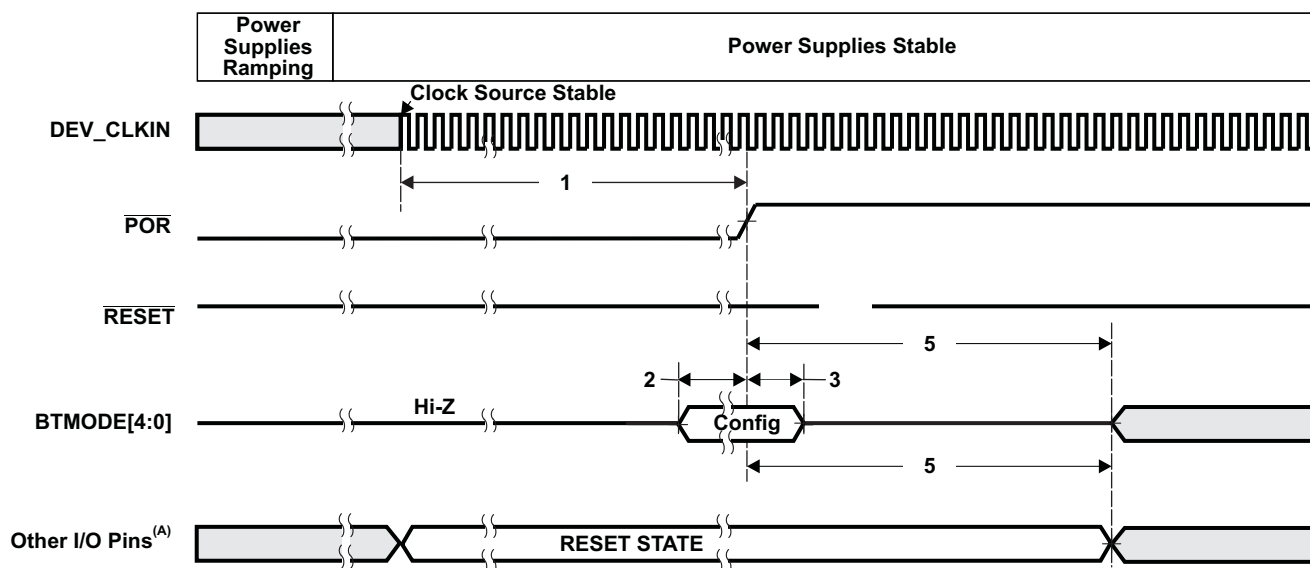 Power
Supplies
Ramping
Power Supplies Stable
Clock Source Stable
DEV_CLKIN
1
POR
RESET
5
2
3
Hi-Z
BTMODE[4:0]
Config
5
Other I/O Pins(A)
RESET STATE